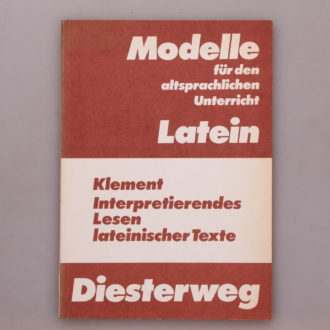 Modelle
für den
altsprachlichen
Unterricht
Latein
Klement
Interpretierendes
Lesen
lateinischer Texte
Diesterweg